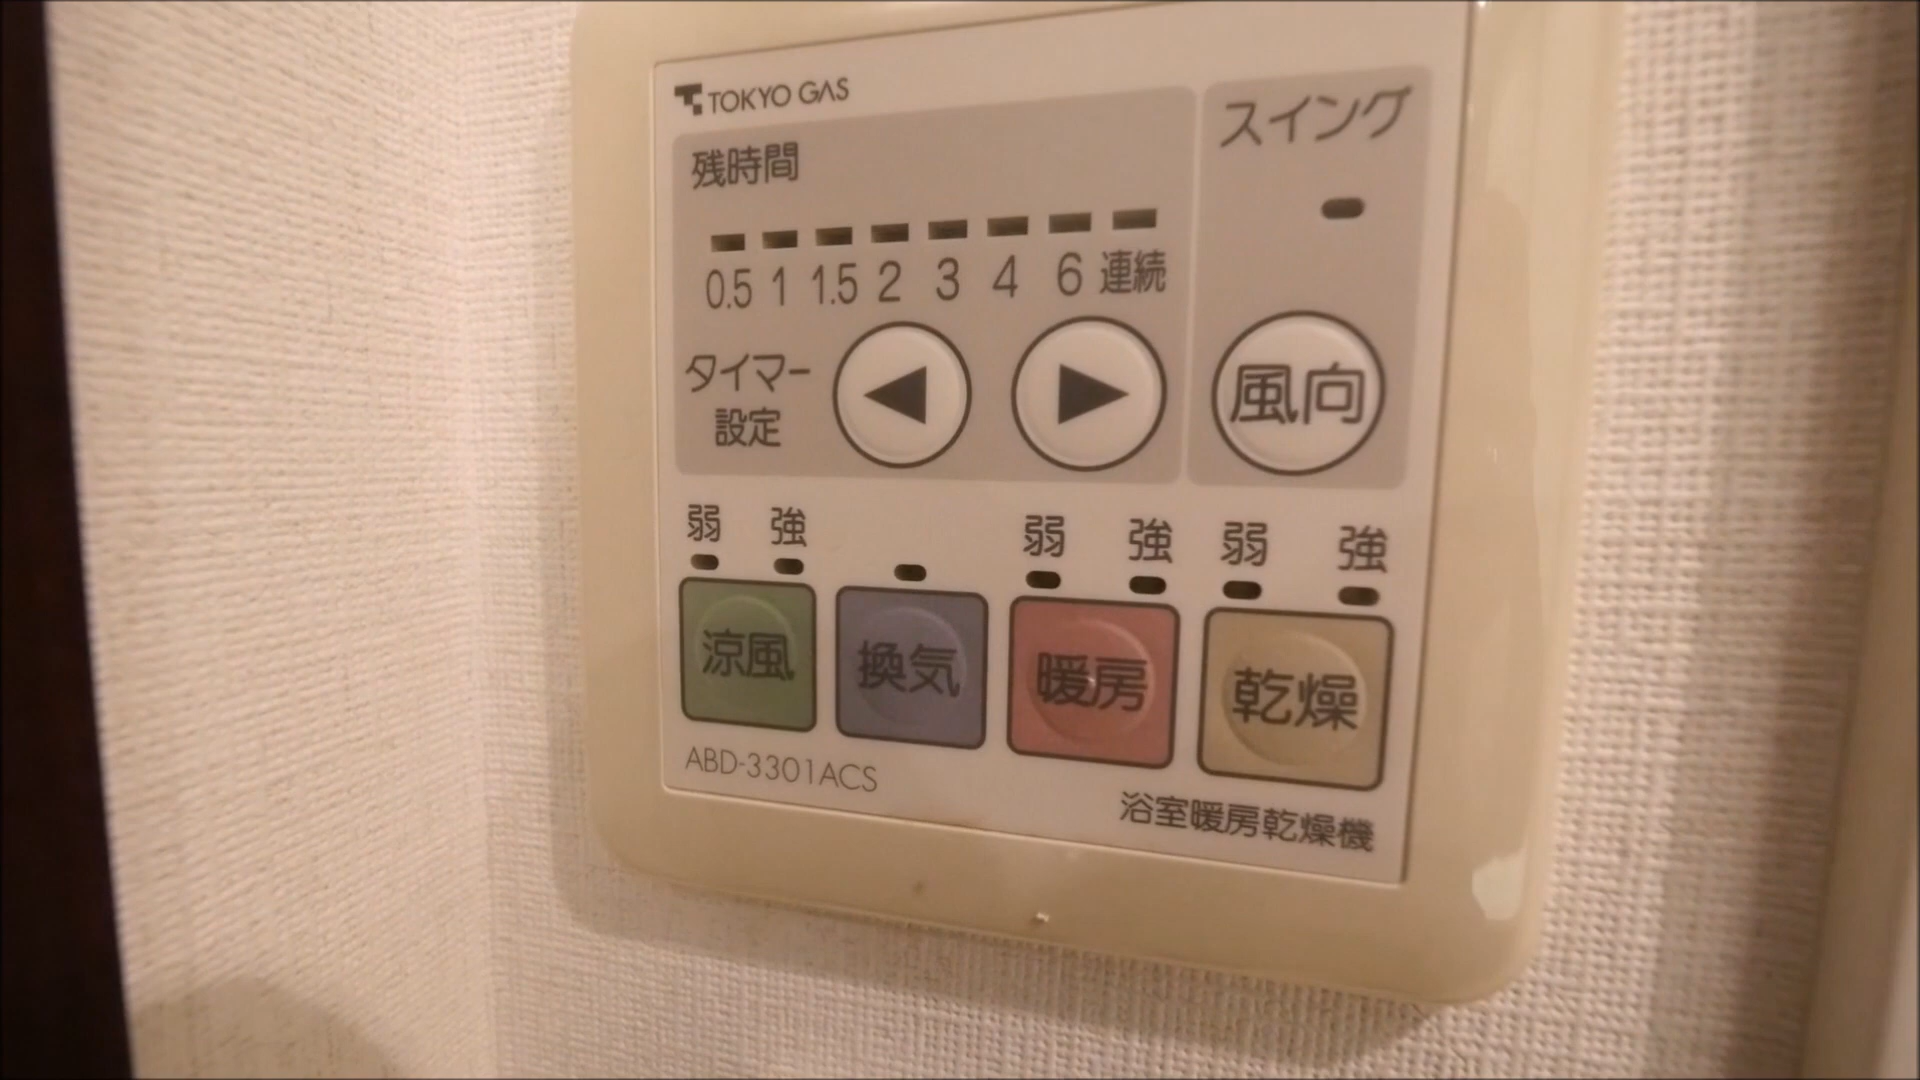 TOKYO GAS
スイング
残時間
0.5 1 1.5 2 3 4 6 連続
タイマー
設定
風向
弱 強 弱 強 弱 強
涼風 換気 暖房 乾燥
ABD-3301ACS
浴室暖房乾燥機